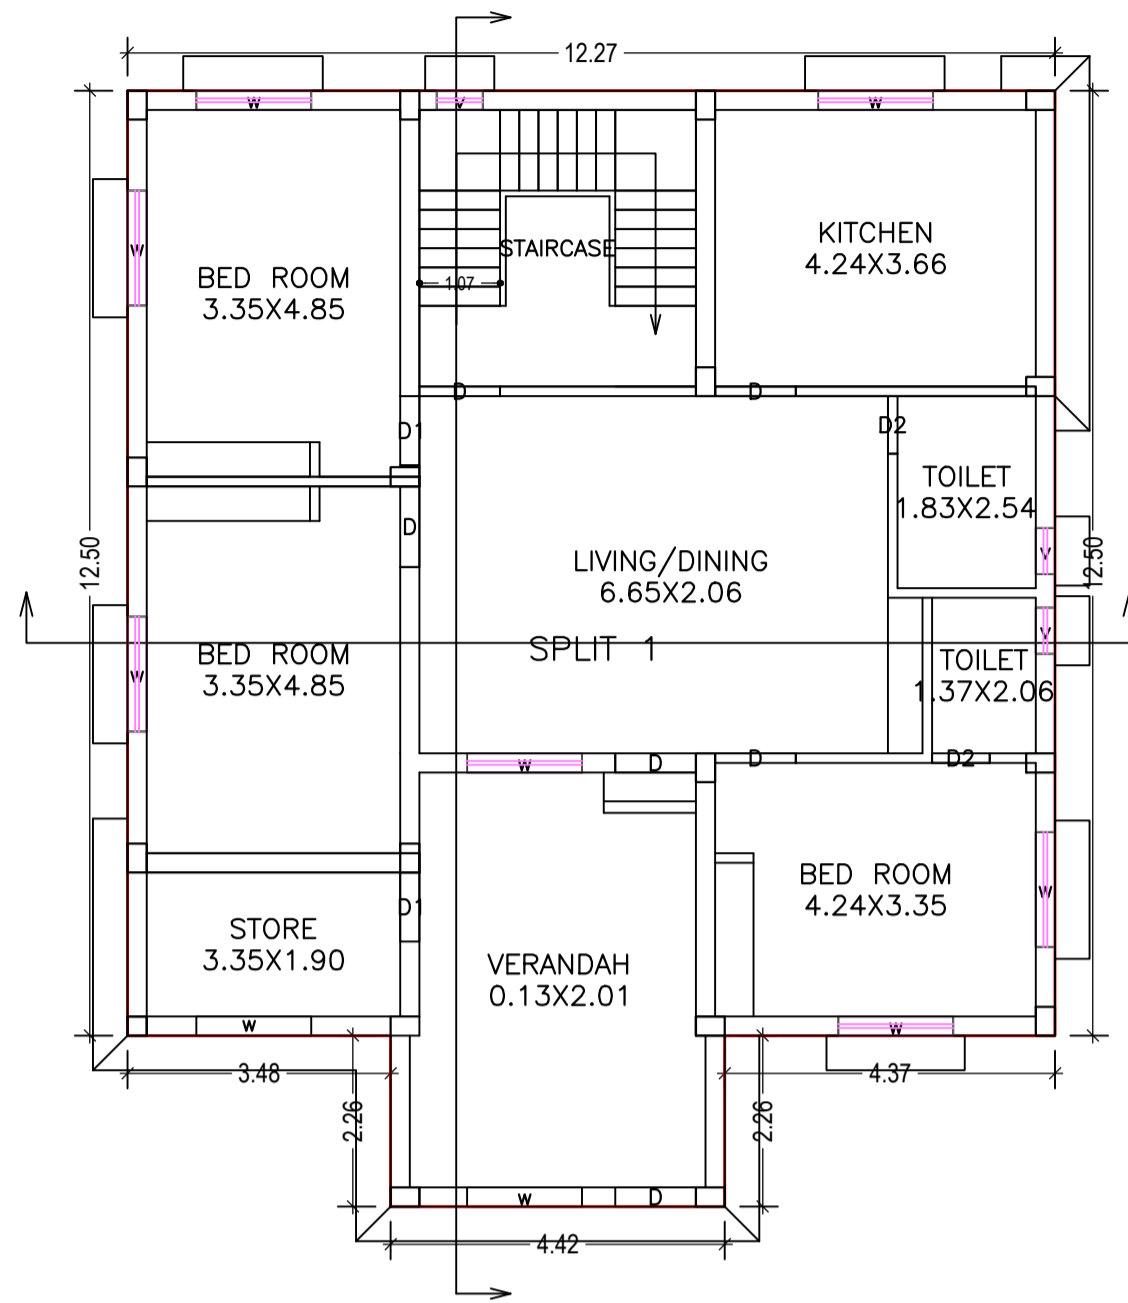 12.27
W
V
W
W
STAIRCASE
1.07
KITCHEN
4.24X3.66
BED ROOM
3.35X4.85
D
D
D1
D2
TOILET
1.83X2.54
D
12.50
12.50
V
LIVING/DINING
6.65X2.06
SPLIT 1
V
BED ROOM
3.35X4.85
W
TOILET
1.37X2.06
W
D
D
D2
BED ROOM
4.24X3.35
W
D1
STORE
3.35X1.90
VERANDAH
0.13X2.01
W
W
3.48
4.37
2.26
2.26
W
D
4.42